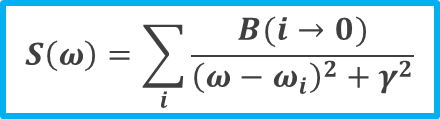 S(ω) = ∑_i B(i → 0) / ((ω − ω_i)² + γ²)